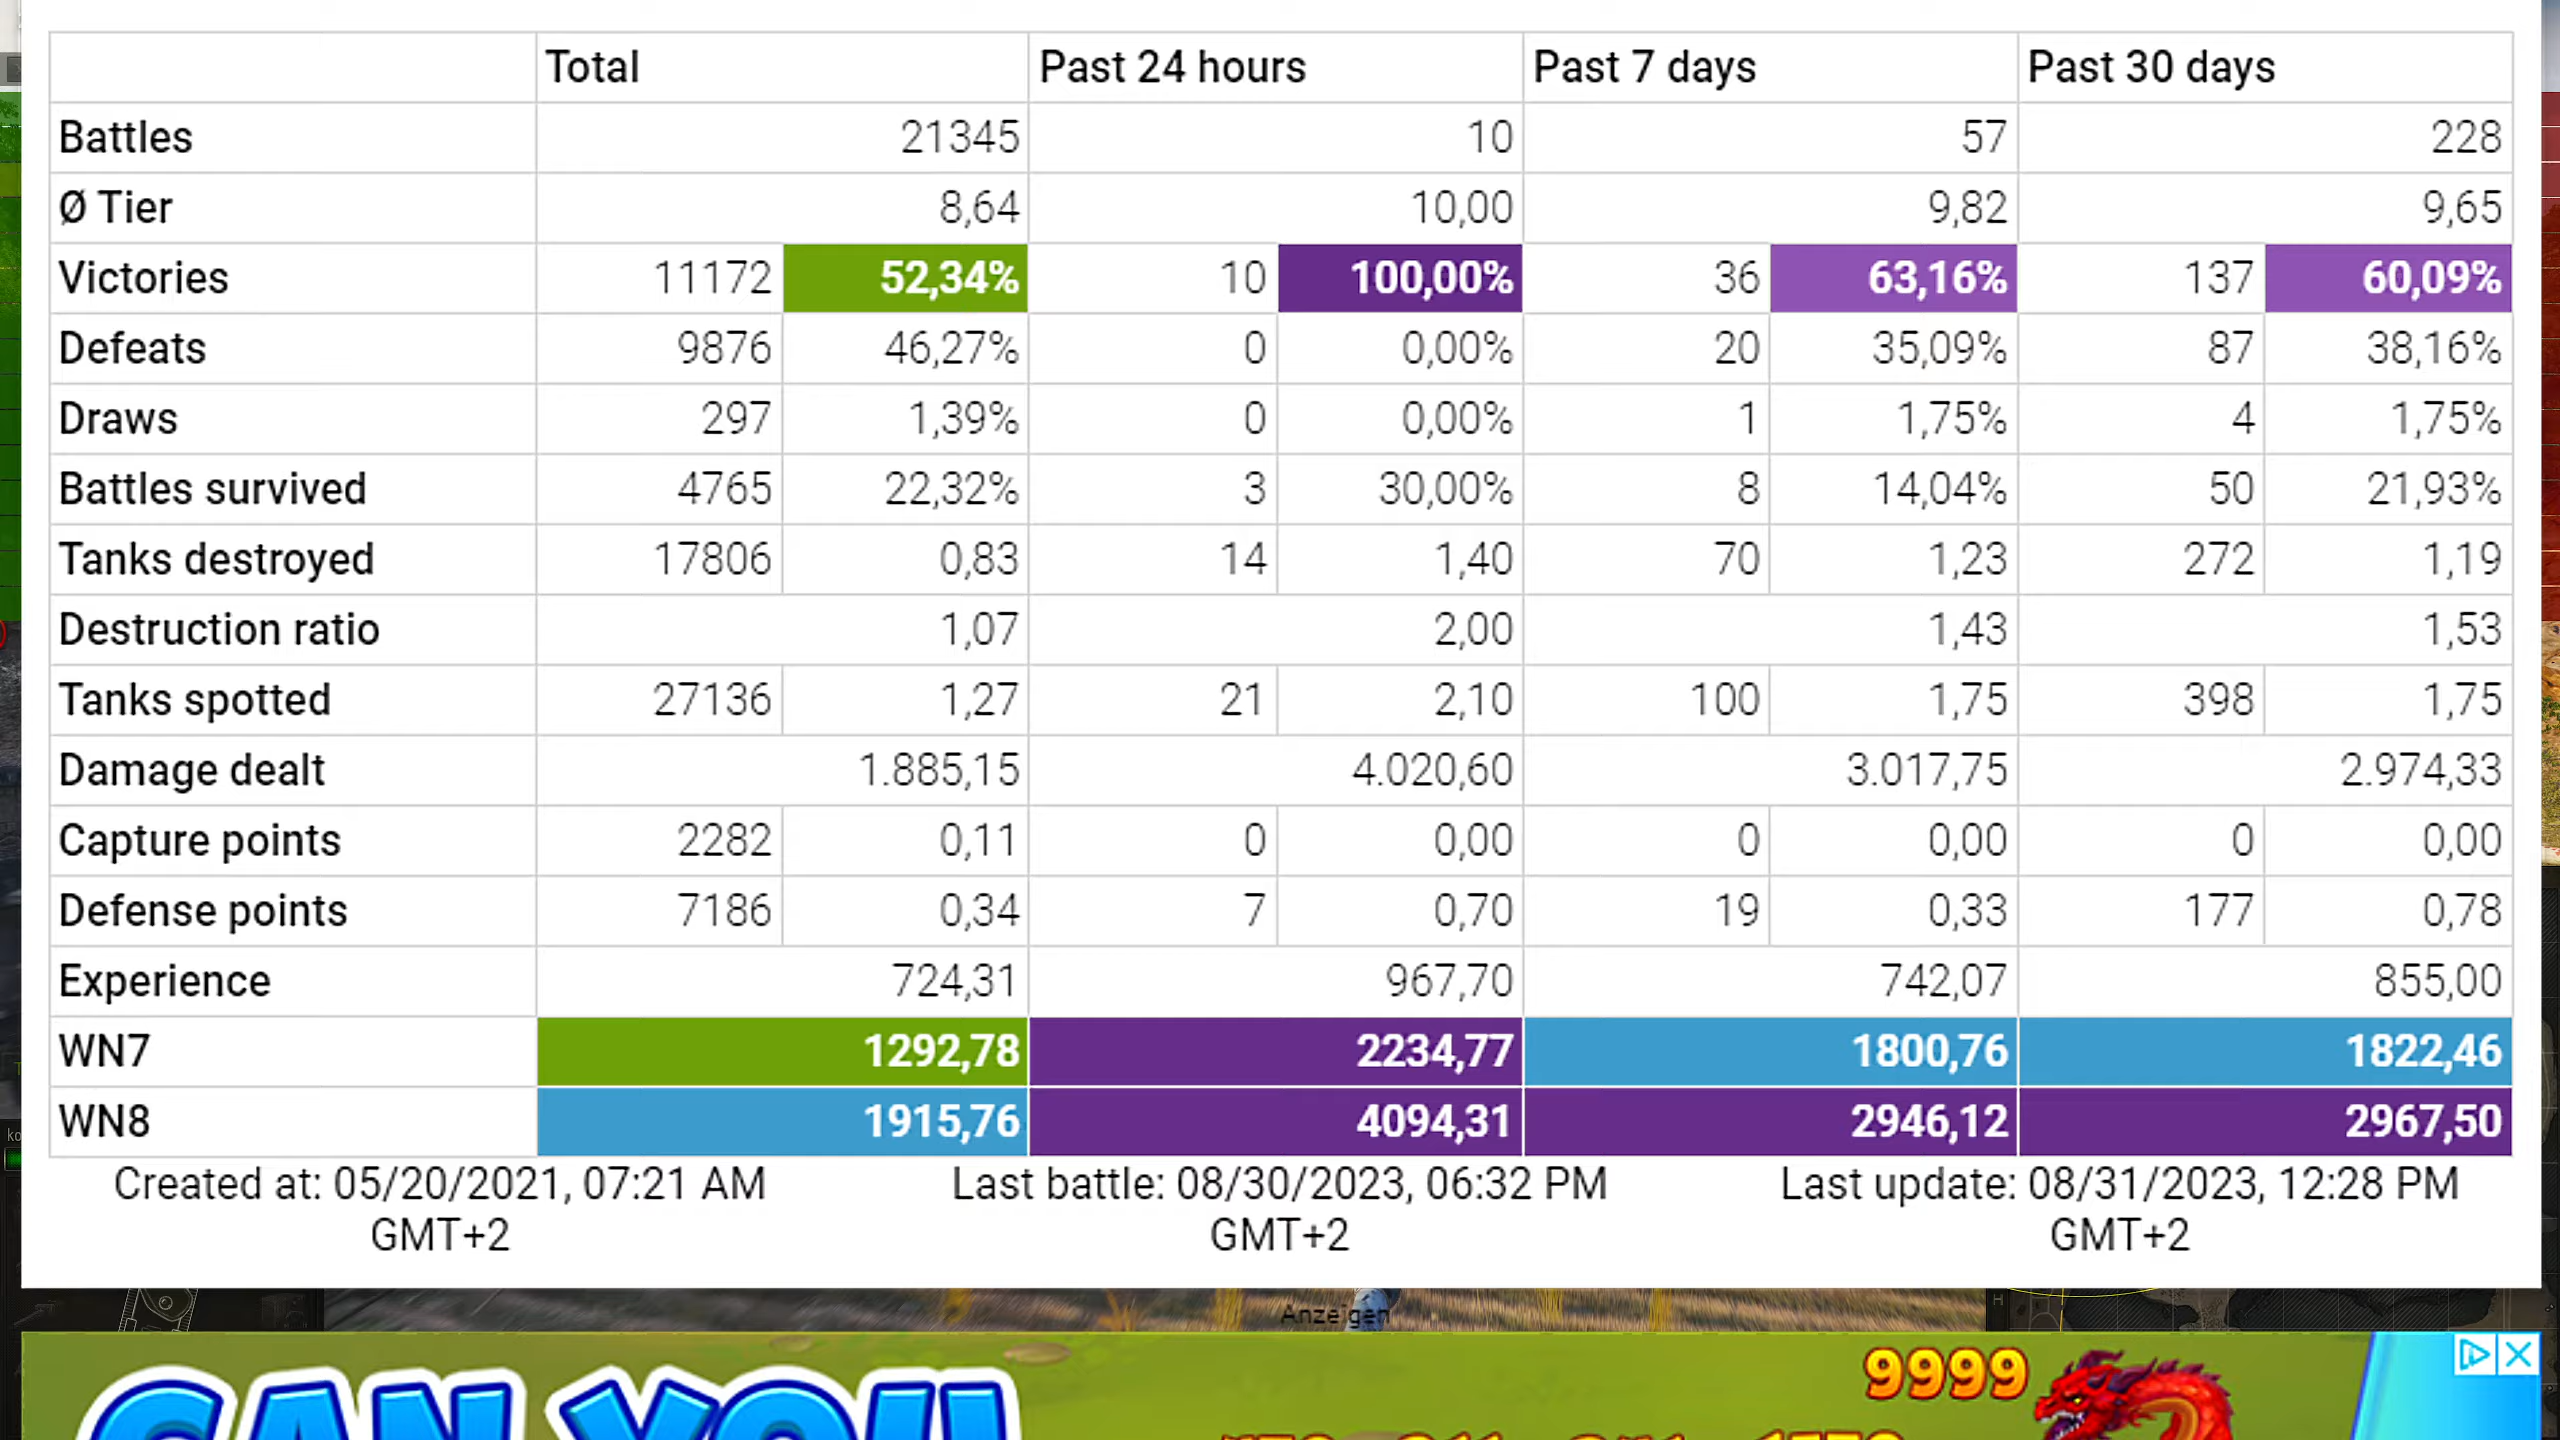 Total Past 24 hours Past 7 days Past 30 days
Battles 21345 10 57 228
Ø Tier 8,64 10,00 9,82 9,65
Victories 11172 52,34% 10 100,00% 36 63,16% 137 60,09%
Defeats 9876 46,27% 0 0,00% 20 35,09% 87 38,16%
Draws 297 1,39% 0 0,00% 1 1,75% 4 1,75%
Battles survived 4765 22,32% 3 30,00% 8 14,04% 50 21,93%
Tanks destroyed 17806 0,83 14 1,40 70 1,23 272 1,19
Destruction ratio 1,07 2,00 1,43 1,53
Tanks spotted 27136 1,27 21 2,10 100 1,75 398 1,75
Damage dealt 1.885,15 4.020,60 3.017,75 2.974,33
Capture points 2282 0,11 0 0,00 0 0,00 0 0,00
Defense points 7186 0,34 7 0,70 19 0,33 177 0,78
Experience 724,31 967,70 742,07 855,00
WN7 1292,78 2234,77 1800,76 1822,46
WN8 1915,76 4094,31 2946,12 2967,50
Created at: 05/20/2021, 07:21 AM Last battle: 08/30/2023, 06:32 PM Last update: 08/31/2023, 12:28 PM
GMT+2 GMT+2 GMT+2
Anzeigen
CAN YOU
9999